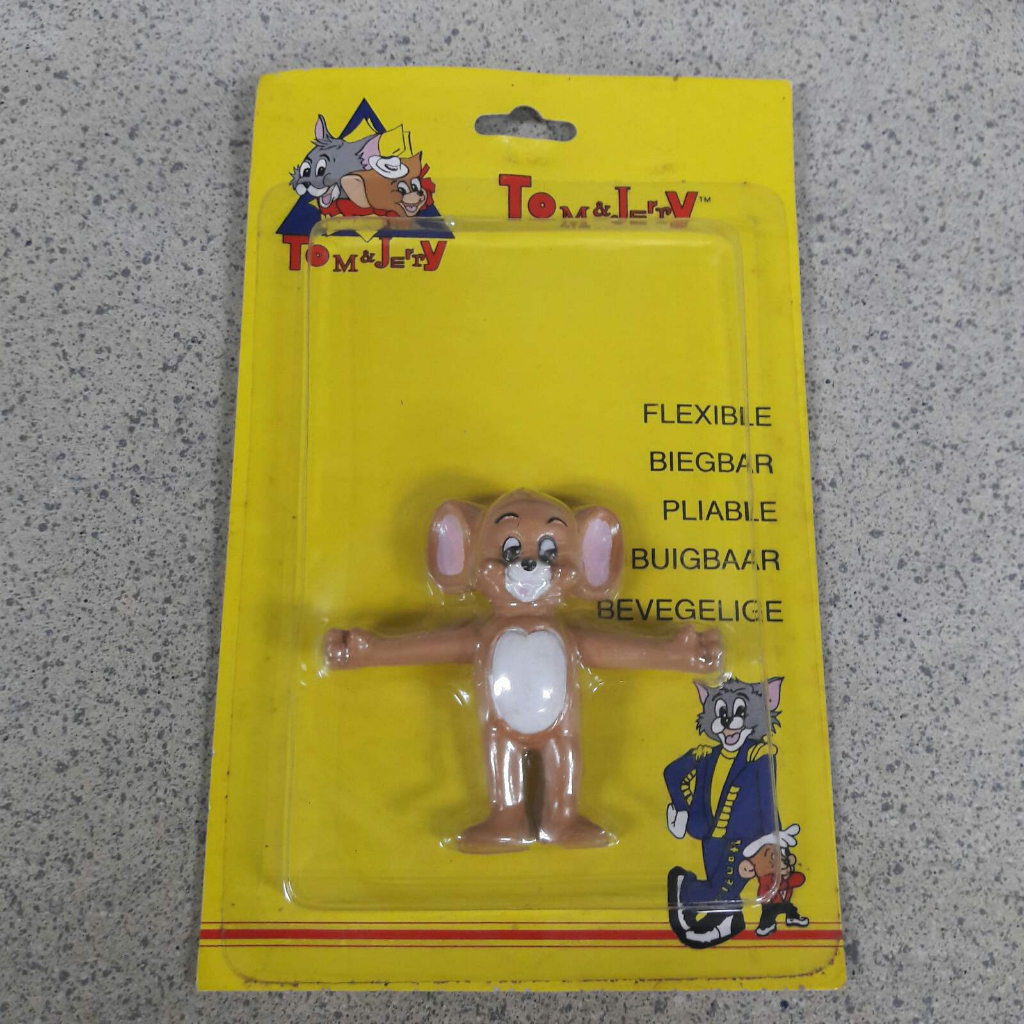 Tom & Jerry
Tom & Jerry™
FLEXIBLE
BIEGBAR
PLIABLE
BUIGBAAR
BEVEGELIGE